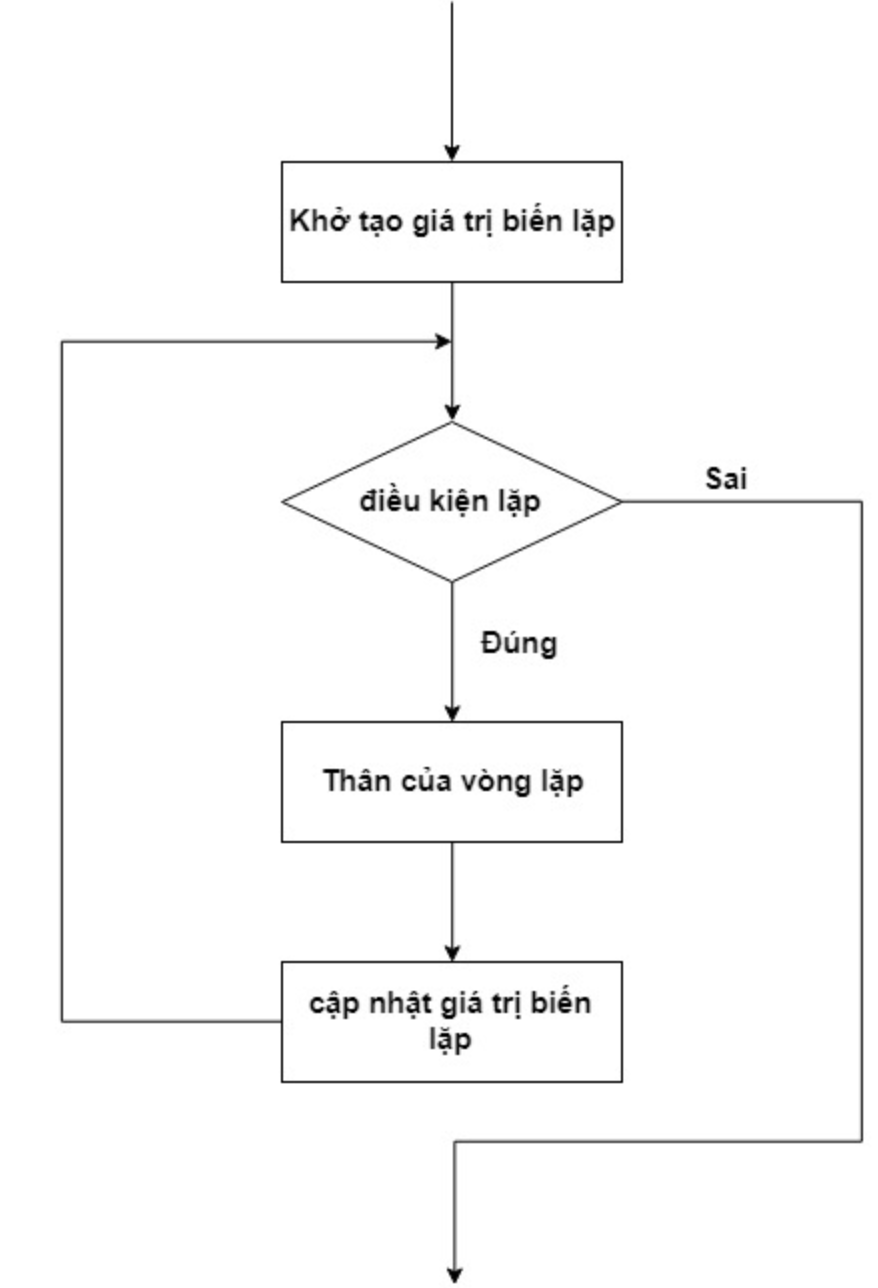 Khở tạo giá trị biến lặp
điều kiện lặp
Sai
Đúng
Thân của vòng lặp
cập nhật giá trị biến
lặp